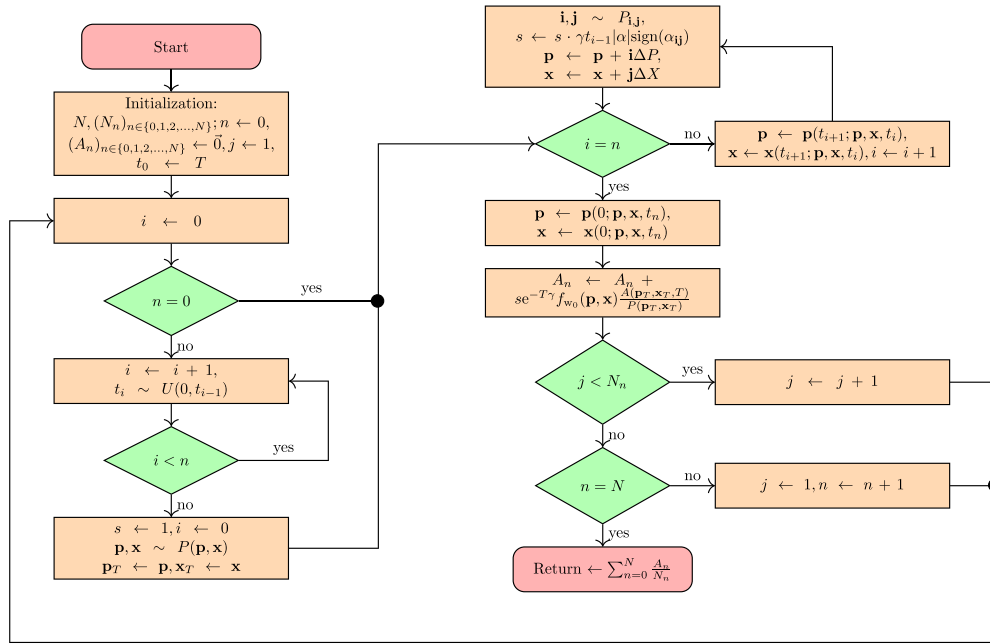 Start
Initialization:
N, (N_n)_{n∈{0,1,2,...,N}}; n ← 0,
(A_n)_{n∈{0,1,2,...,N}} ← \vec{0}, j ← 1,
t_0 ← T
i ← 0
n = 0
yes
no
i ← i + 1,
t_i ∼ U(0, t_{i−1})
i < n
yes
no
s ← 1, i ← 0
p, x ∼ P(p, x)
p_T ← p, x_T ← x
i, j ∼ P_{i,j},
s ← s · γt_{i−1}|α|sign(α_{ij})
p ← p + iΔP,
x ← x + jΔX
i = n
no
p ← p(t_{i+1}; p, x, t_i),
x ← x(t_{i+1}; p, x, t_i), i ← i + 1
yes
p ← p(0; p, x, t_n),
x ← x(0; p, x, t_n)
A_n ← A_n +
se^{−Tγ} f_{w_0}(p, x) \frac{A(p_T, x_T, T)}{P(p_T, x_T)}
j < N_n
yes
j ← j + 1
no
n = N
no
j ← 1, n ← n + 1
yes
Return ← ∑_{n=0}^{N} \frac{A_n}{N_n}